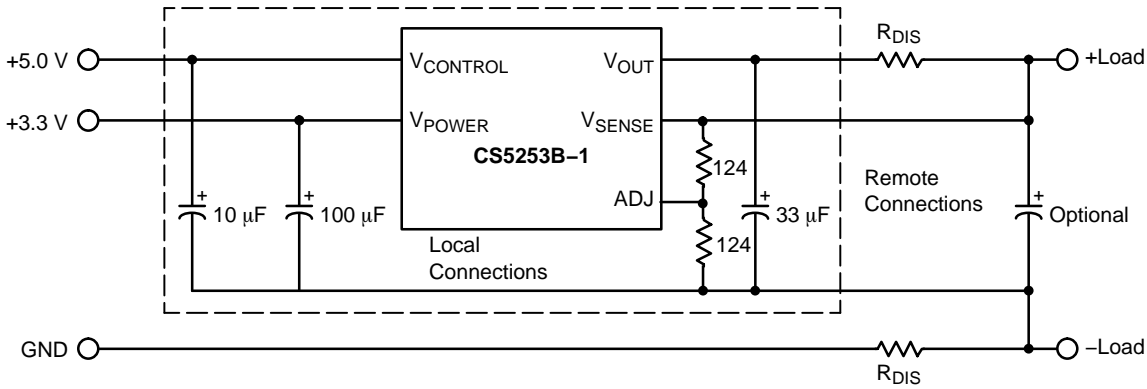 R_DIS
+5.0 V
V_CONTROL
V_OUT
+Load
+3.3 V
V_POWER
V_SENSE
CS5253B−1
124
ADJ
Remote
Connections
+
10 μF
+
100 μF
+
33 μF
+
Optional
124
Local
Connections
GND
−Load
R_DIS